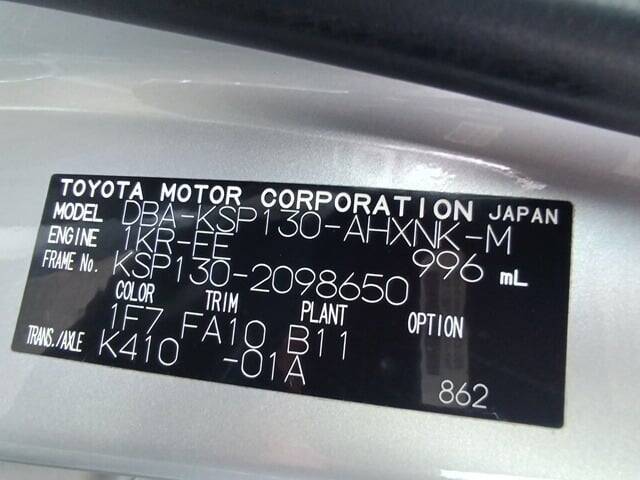 TOYOTA MOTOR CORPORATION JAPAN
MODEL DBA-KSP130-AHXNK-M
ENGINE 1KR-EE 996 mL
FRAME No. KSP130-2098650
COLOR TRIM PLANT OPTION
1F7 FA10 B11
TRANS./AXLE K410 -01A
862